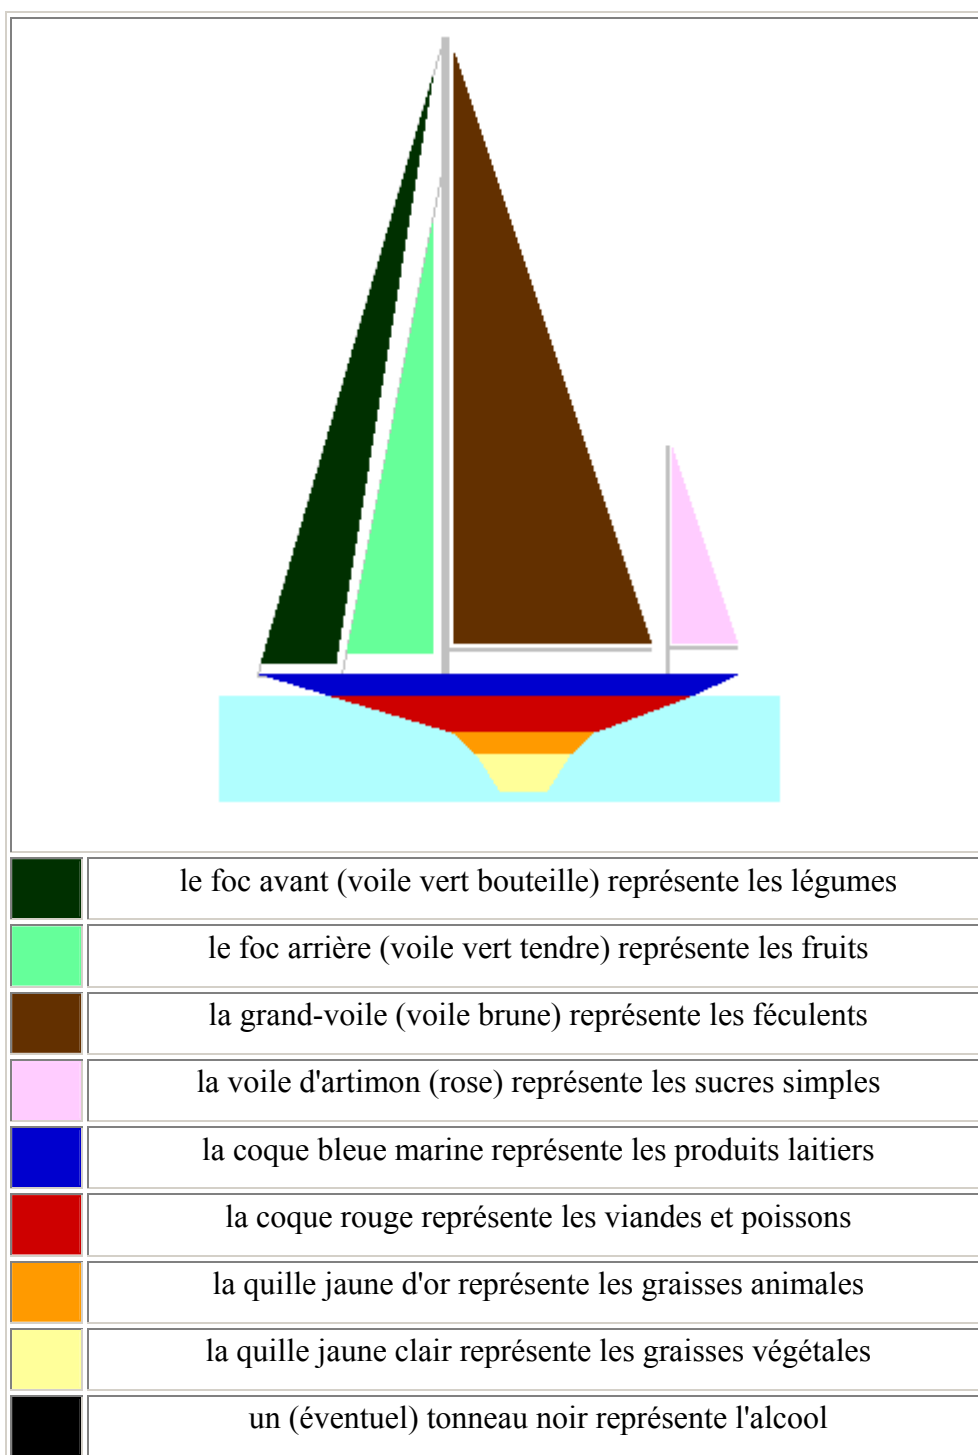 le foc avant (voile vert bouteille) représente les légumes
le foc arrière (voile vert tendre) représente les fruits
la grand-voile (voile brune) représente les féculents
la voile d'artimon (rose) représente les sucres simples
la coque bleue marine représente les produits laitiers
la coque rouge représente les viandes et poissons
la quille jaune d'or représente les graisses animales
la quille jaune clair représente les graisses végétales
un (éventuel) tonneau noir représente l'alcool